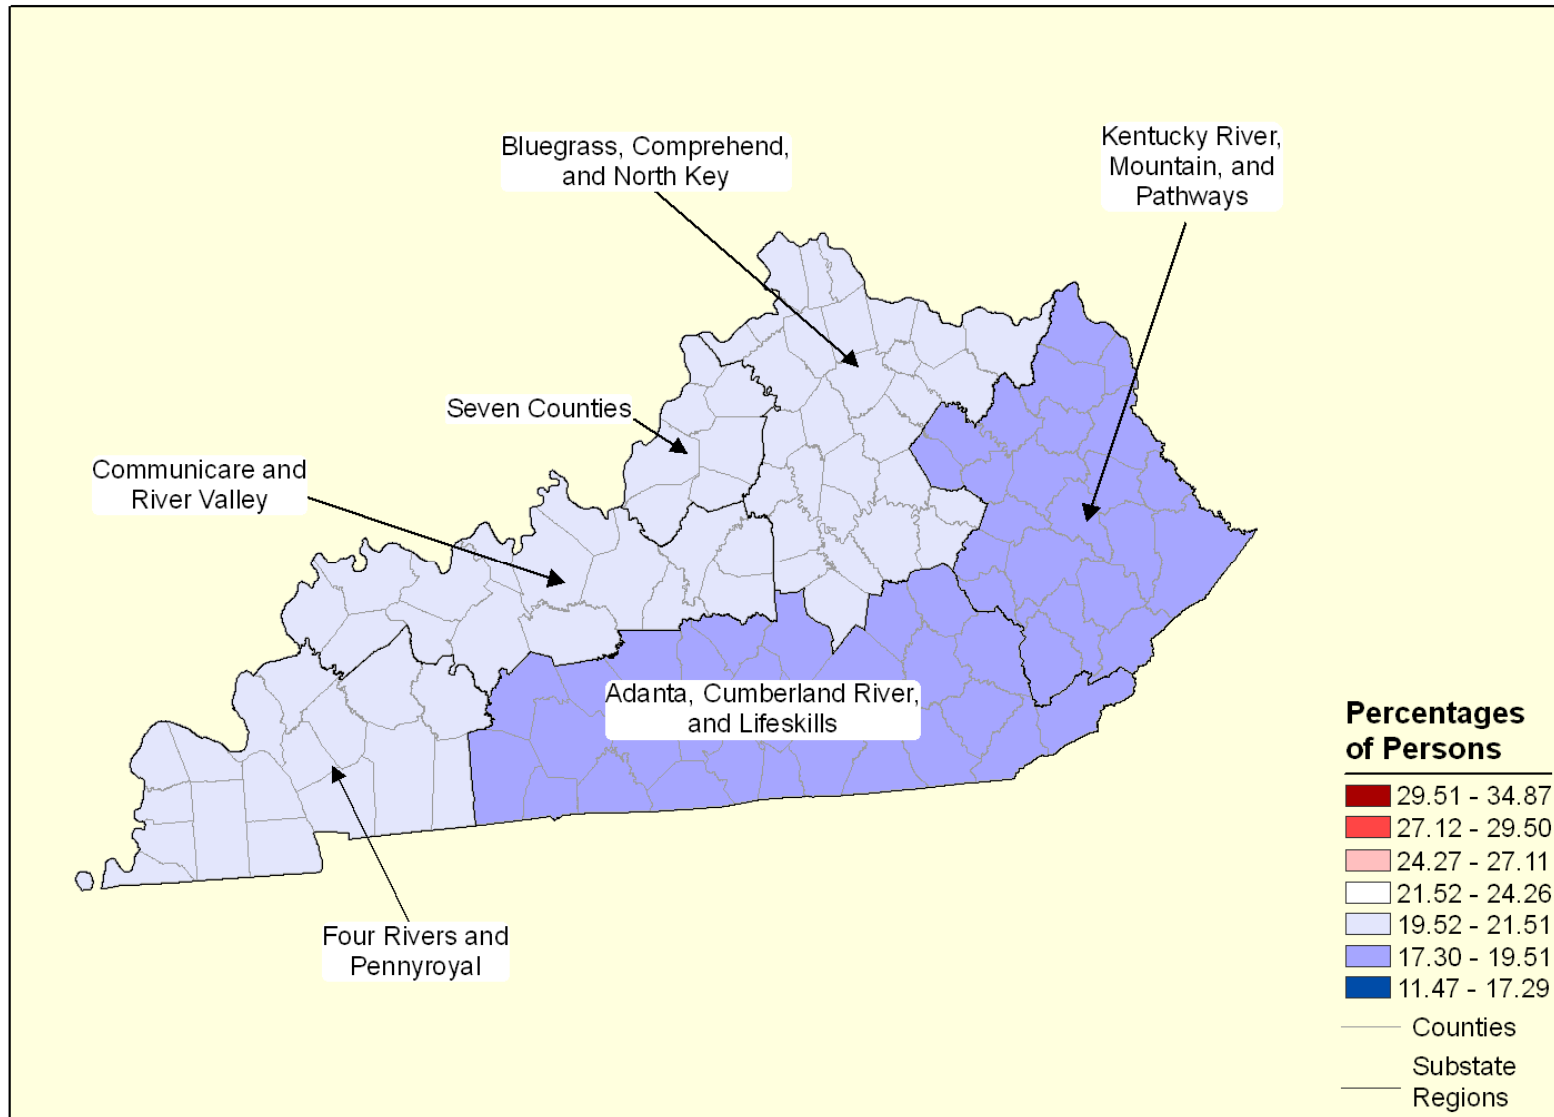 Bluegrass, Comprehend,
and North Key
Kentucky River,
Mountain, and
Pathways
Seven Counties
Communicare and
River Valley
Adanta, Cumberland River,
and Lifeskills
Four Rivers and
Pennyroyal
Percentages
of Persons
29.51 - 34.87
27.12 - 29.50
24.27 - 27.11
21.52 - 24.26
19.52 - 21.51
17.30 - 19.51
11.47 - 17.29
Counties
Substate
Regions